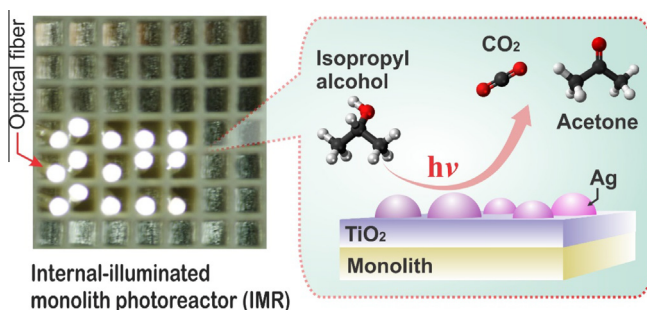 Optical fiber
Internal-illuminated
monolith photoreactor (IMR)
Isopropyl
alcohol
CO₂
Acetone
hν
Ag
TiO₂
Monolith